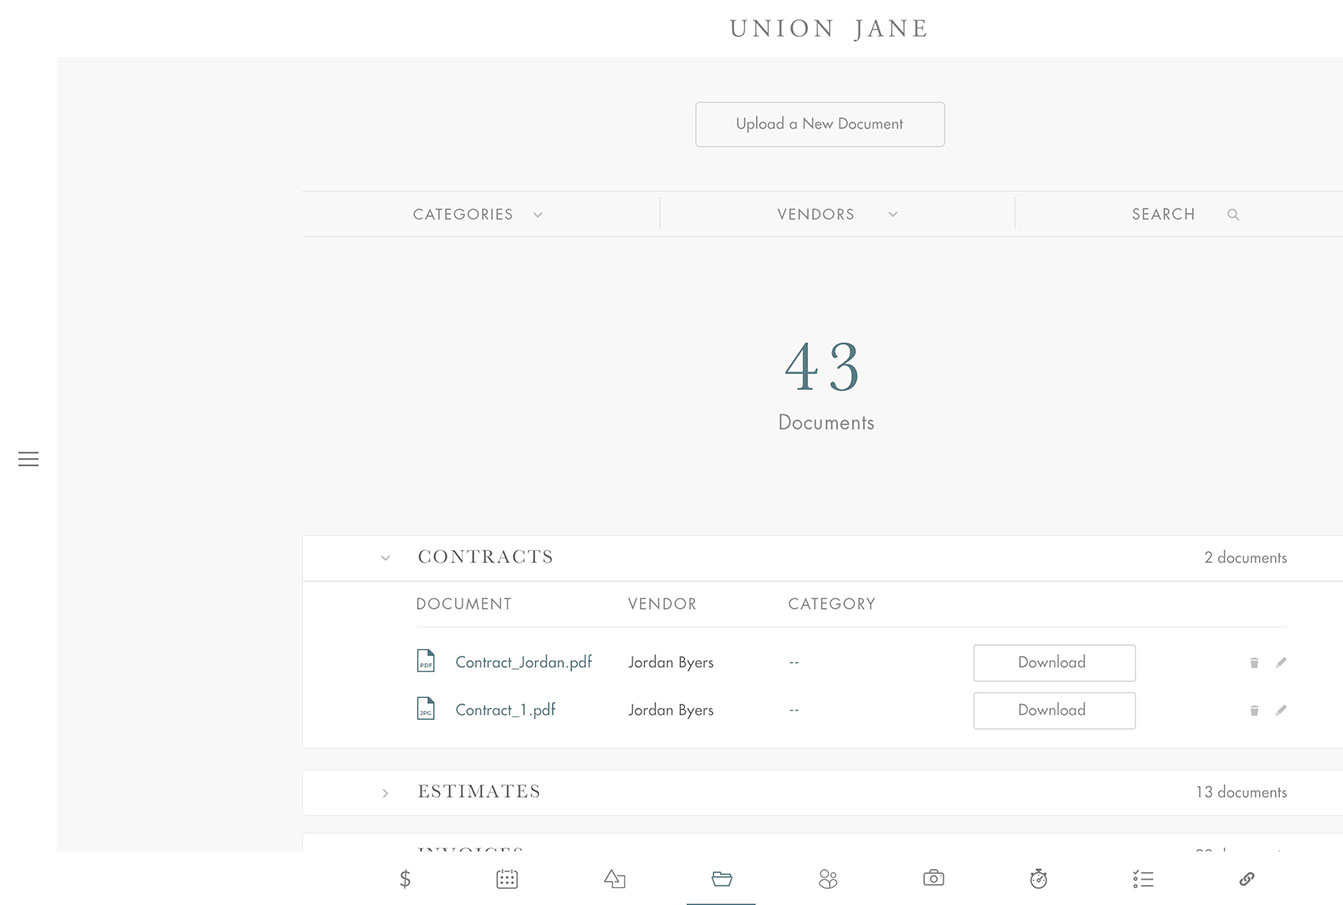 UNION JANE
Upload a New Document
CATEGORIES VENDORS SEARCH
43
Documents
CONTRACTS 2 documents
DOCUMENT VENDOR CATEGORY
PDF Contract_Jordan.pdf Jordan Byers -- Download
JPG Contract_1.pdf Jordan Byers -- Download
ESTIMATES 13 documents
INVOICES
$